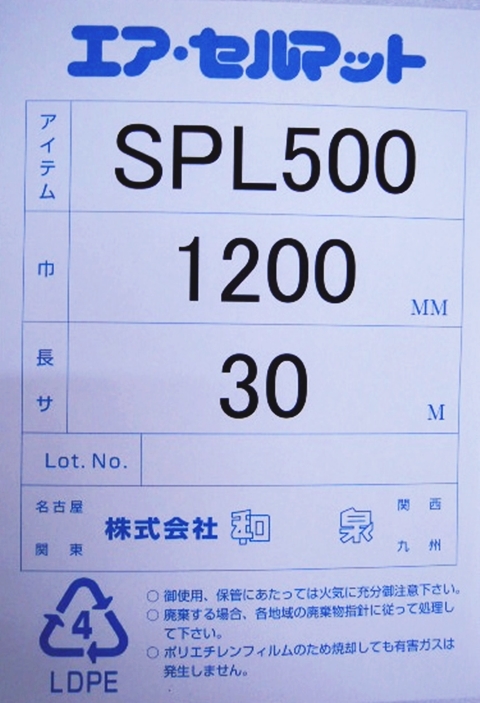 エア・セルマット
アイテム SPL500
巾 1200 MM
長サ 30 M
Lot. No.
名古屋 関東 株式会社 和泉 関西 九州
4
LDPE
○ 御使用、保管にあたっては火気に充分御注意下さい。
○ 廃棄する場合、各地域の廃棄物指針に従って処理し
て下さい。
○ ポリエチレンフィルムのため焼却しても有害ガスは
発生しません。